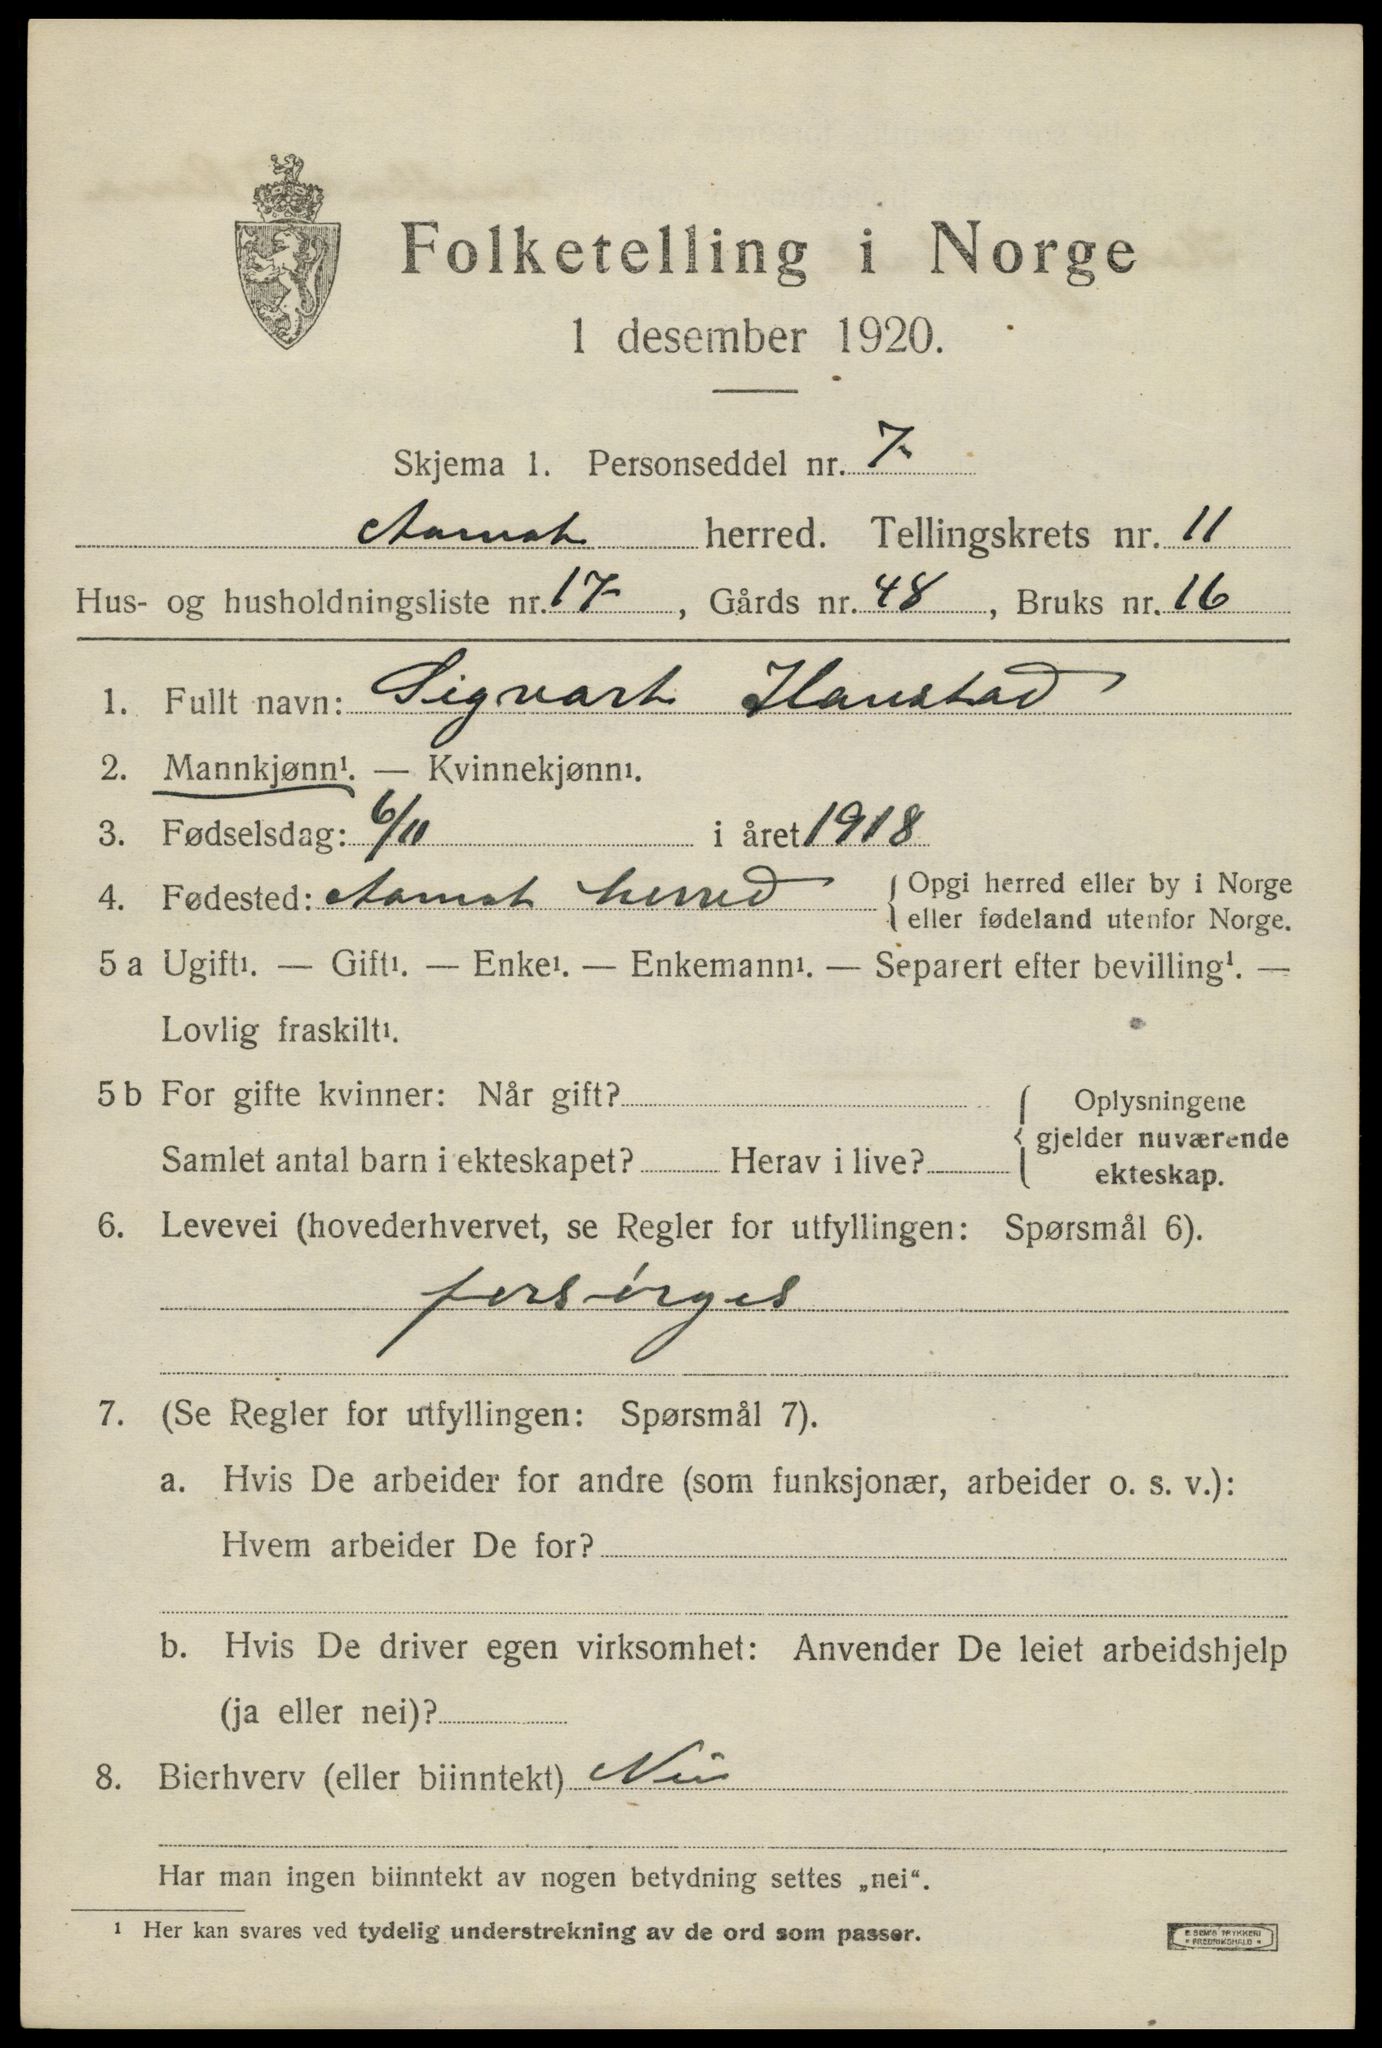 Folketelling i Norge
1 desember 1920.
Skjema 1. Personseddel nr. 7
Aamot herred. Tellingskrets nr. 11
Hus- og husholdningsliste nr. 17, Gårds nr. 48, Bruks nr. 16
1. Fullt navn: Sigvart Hanstad
2. Mannkjønn¹. — Kvinnekjønn¹.
3. Fødselsdag: 6/11 i året 1918
4. Fødested: Aamot herred { Opgi herred eller by i Norge
eller fødeland utenfor Norge.
5 a Ugift¹. — Gift¹. — Enke¹. — Enkemann¹. — Separert efter bevilling¹. —
Lovlig fraskilt¹.
5 b For gifte kvinner: Når gift?
Samlet antal barn i ekteskapet? Herav i live?
Oplysningene
gjelder nuværende
ekteskap.
6. Levevei (hovederhvervet, se Regler for utfyllingen: Spørsmål 6).
forsørges
7. (Se Regler for utfyllingen: Spørsmål 7).
a. Hvis De arbeider for andre (som funksjonær, arbeider o. s. v.):
Hvem arbeider De for?
b. Hvis De driver egen virksomhet: Anvender De leiet arbeidshjelp
(ja eller nei)?
8. Bierhverv (eller biinntekt) Nei
Har man ingen biinntekt av nogen betydning settes „nei“.
¹ Her kan svares ved tydelig understrekning av de ord som passer.
E SEM'S TRYKKERI
FREDRIKSHALD